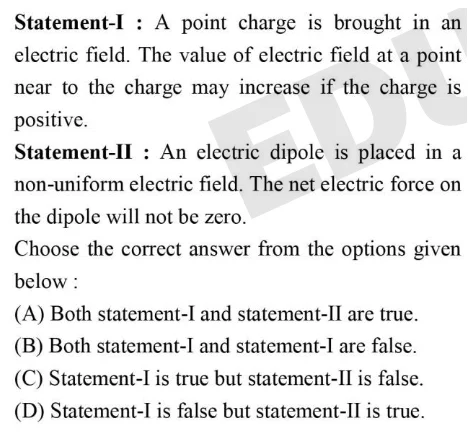 Statement-I : A point charge is brought in an
electric field. The value of electric field at a point
near to the charge may increase if the charge is
positive.
Statement-II : An electric dipole is placed in a
non-uniform electric field. The net electric force on
the dipole will not be zero.
Choose the correct answer from the options given
below :
(A) Both statement-I and statement-II are true.
(B) Both statement-I and statement-I are false.
(C) Statement-I is true but statement-II is false.
(D) Statement-I is false but statement-II is true.
EDU